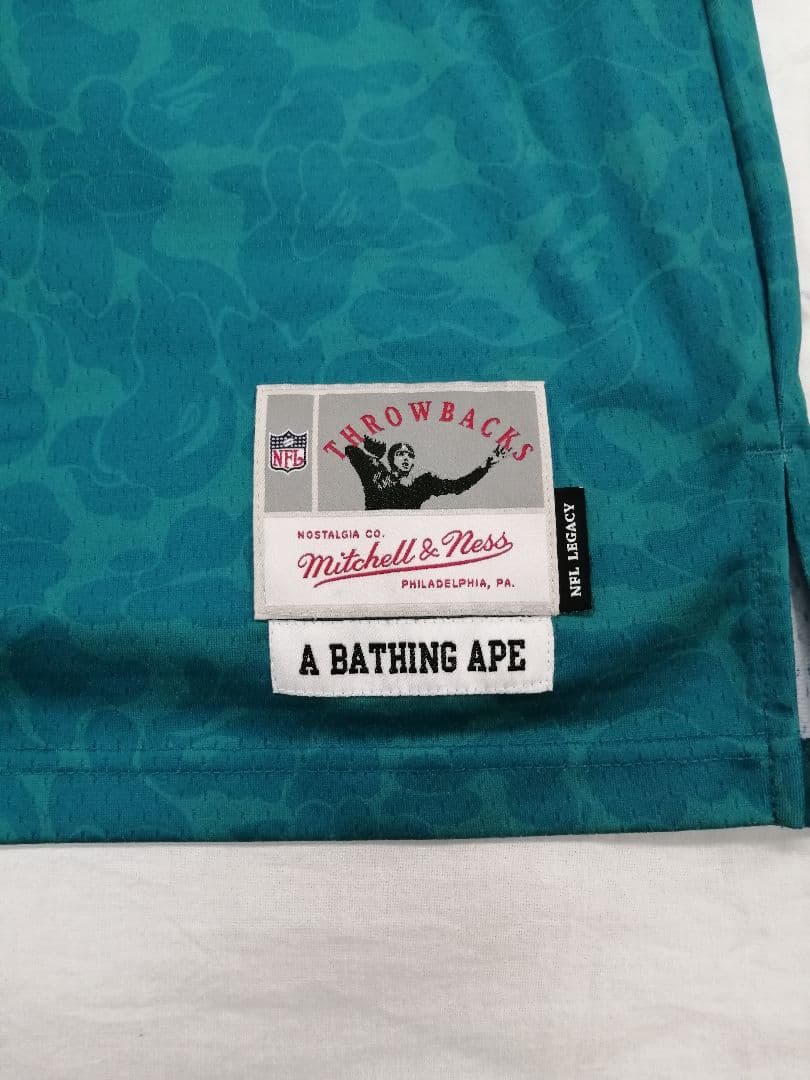 THROWBACKS
NFL
NOSTALGIA CO.
Mitchell & Ness
PHILADELPHIA, PA.
NFL LEGACY
A BATHING APE